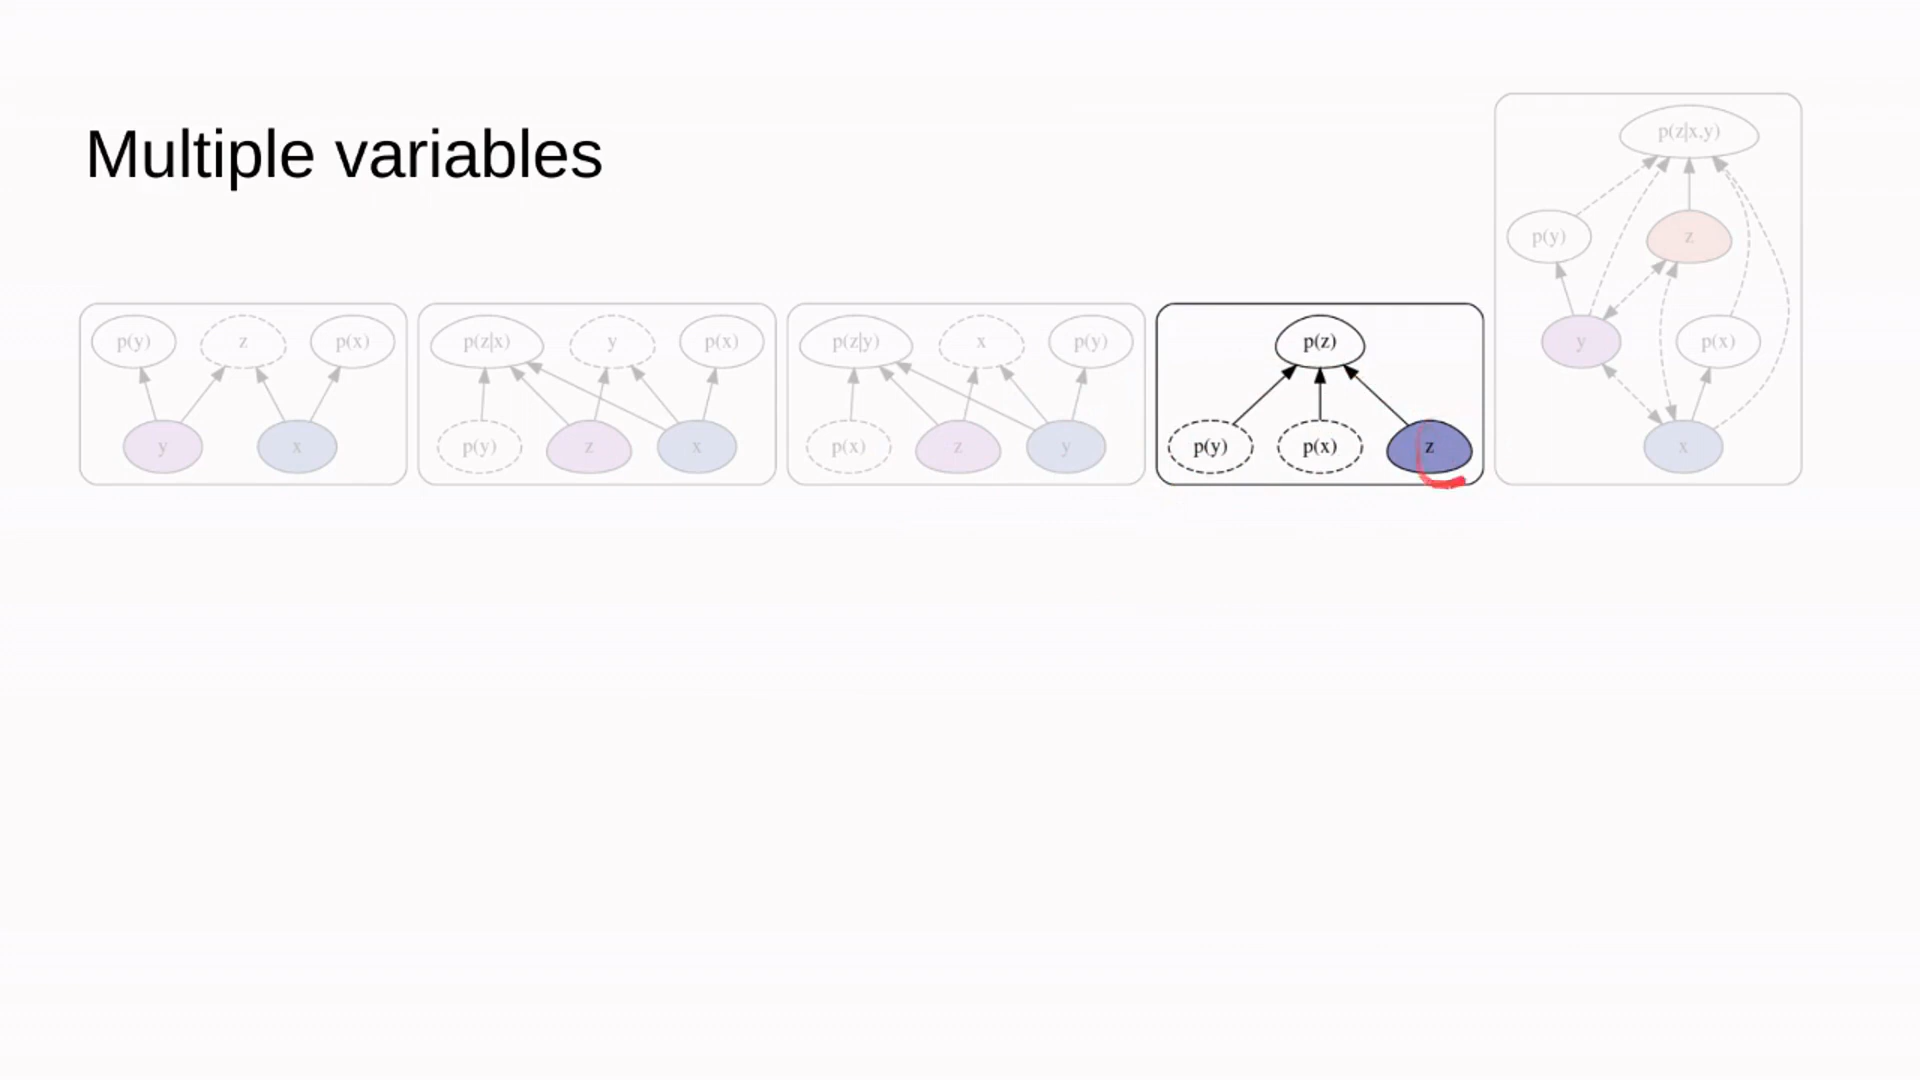 Multiple variables
p(y) z p(x)
y x
p(z|x) y p(x)
p(y) z x
p(z|y) x p(y)
p(x) z y
p(z)
p(y) p(x) z
p(z|x,y)
p(y) z
y p(x)
x